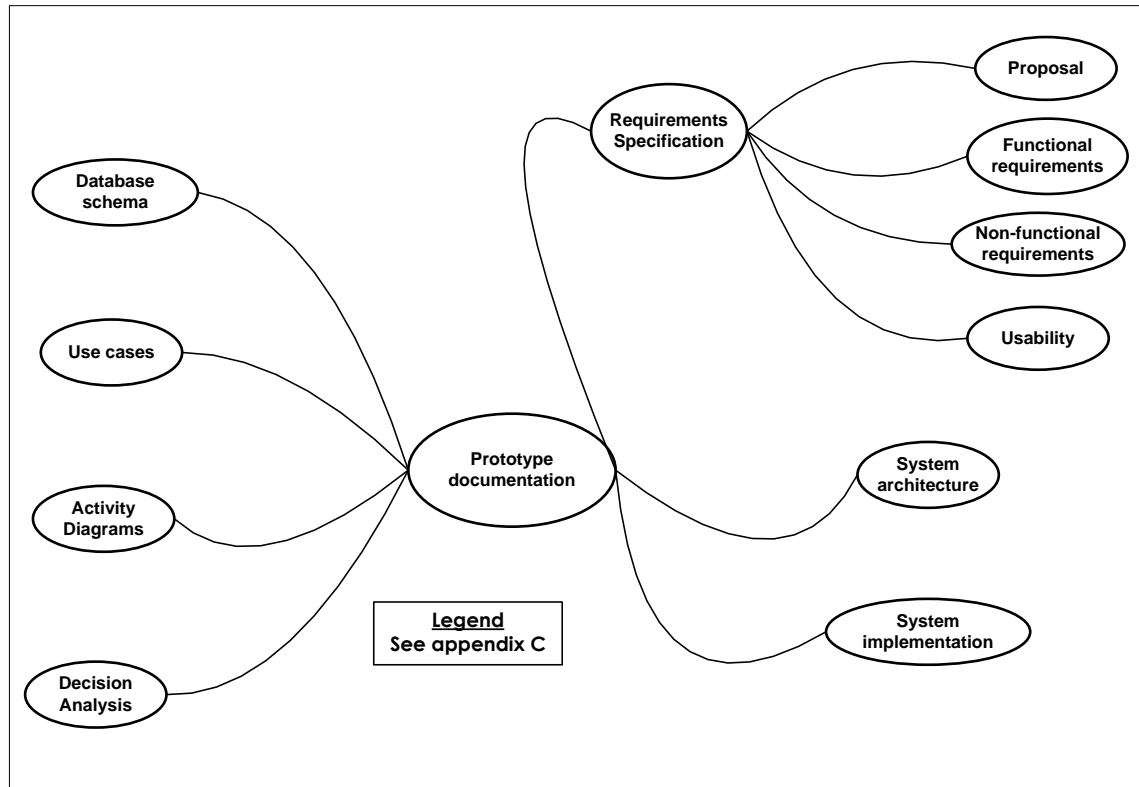 Proposal
Requirements
Specification
Functional
requirements
Non-functional
requirements
Usability
Database
schema
Use cases
Activity
Diagrams
Decision
Analysis
Prototype
documentation
System
architecture
System
implementation
Legend
See appendix C